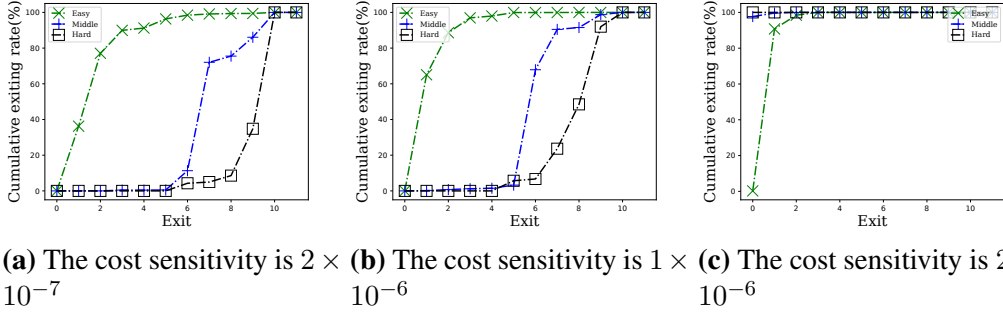 100
80
60
40
20
0
Cumulative exiting rate(%)
Easy
Middle
Hard
0 2 4 6 8 10
Exit
100
80
60
40
20
0
Cumulative exiting rate(%)
Easy
Middle
Hard
0 2 4 6 8 10
Exit
100
80
60
40
20
0
Cumulative exiting rate(%)
Easy
Middle
Hard
0 2 4 6 8 10
Exit
(a) The cost sensitivity is 2 × (b) The cost sensitivity is 1 × (c) The cost sensitivity is 2
10⁻⁷ 10⁻⁶ 10⁻⁶